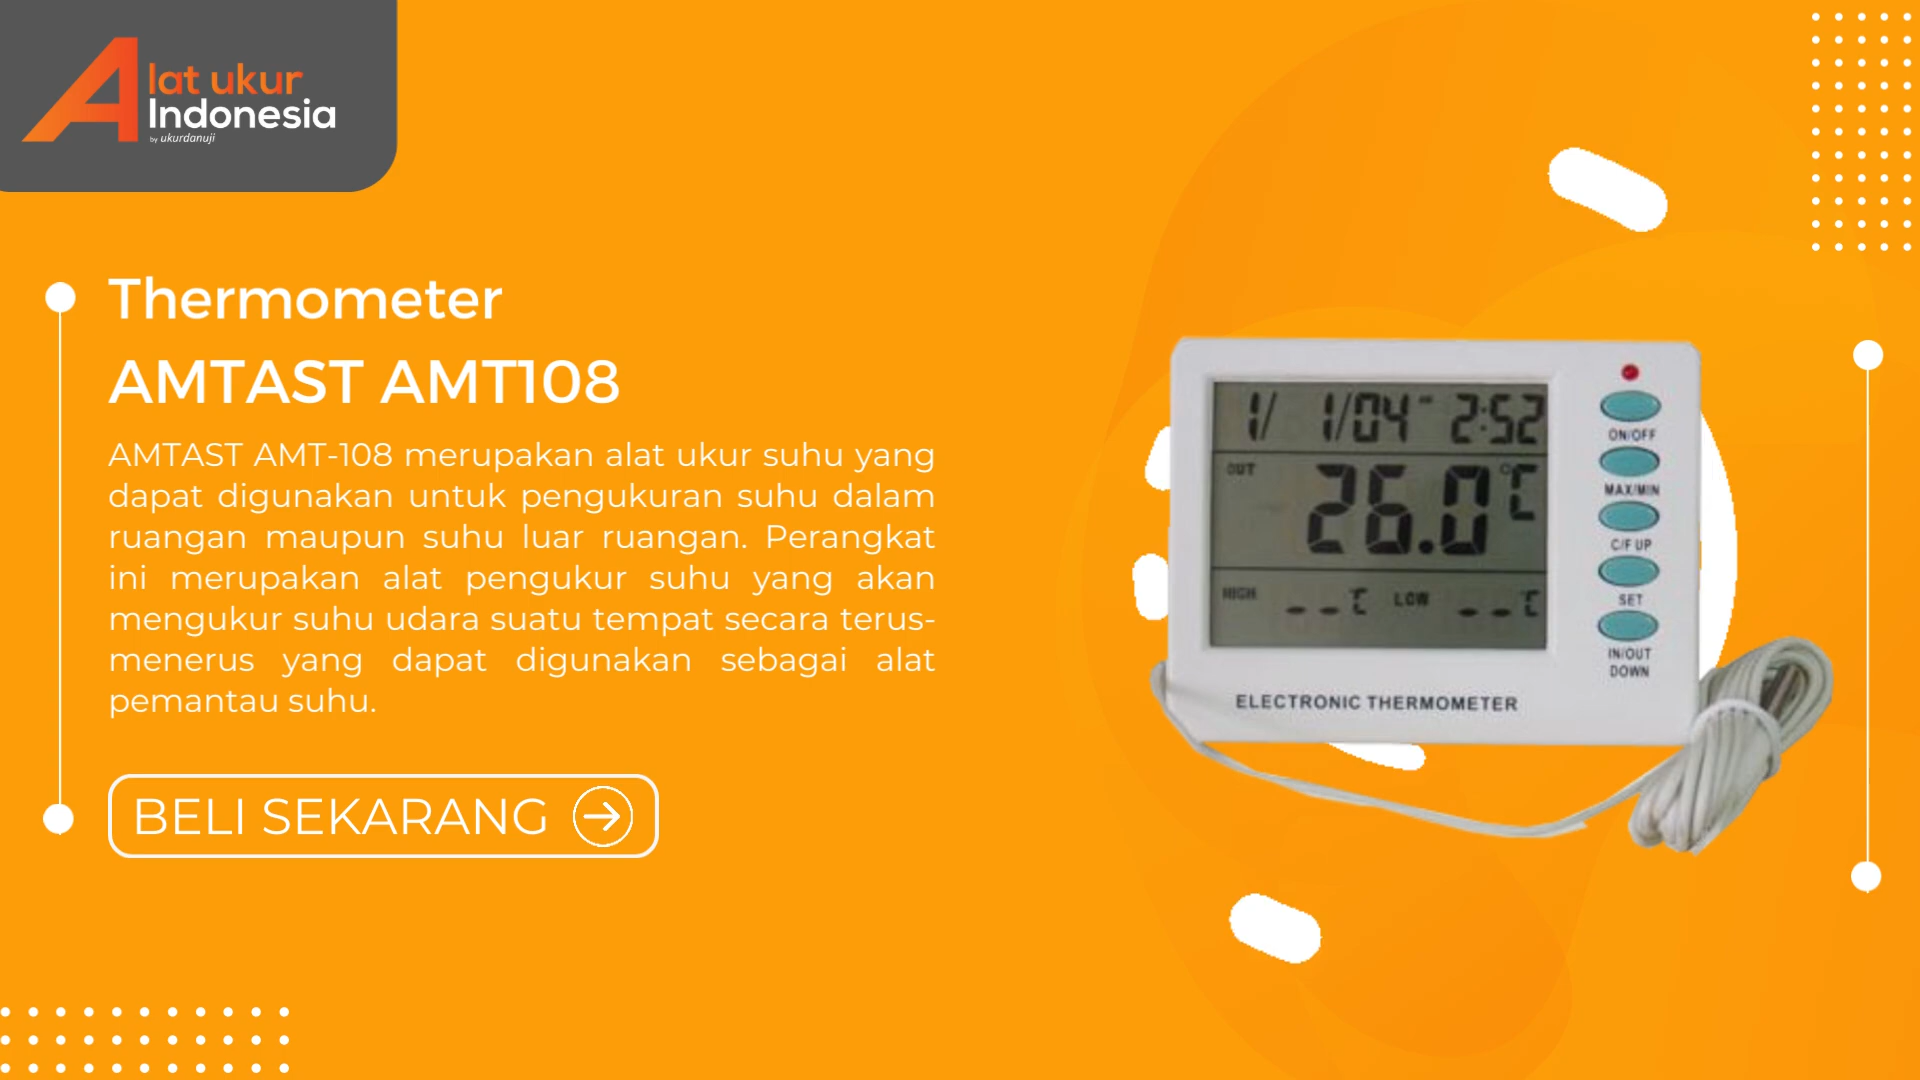 Alat ukur
Indonesia
by ukurdanuji
Thermometer
AMTAST AMT108
AMTAST AMT-108 merupakan alat ukur suhu yang
dapat digunakan untuk pengukuran suhu dalam
ruangan maupun suhu luar ruangan. Perangkat
ini merupakan alat pengukur suhu yang akan
mengukur suhu udara suatu tempat secara terus-
menerus yang dapat digunakan sebagai alat
pemantau suhu.
BELI SEKARANG
1/ 1/04 2:52
OUT
26.0°C
HIGH --°C LOW --°C
ON/OFF
MAX/MIN
C/F UP
SET
IN/OUT
DOWN
ELECTRONIC THERMOMETER